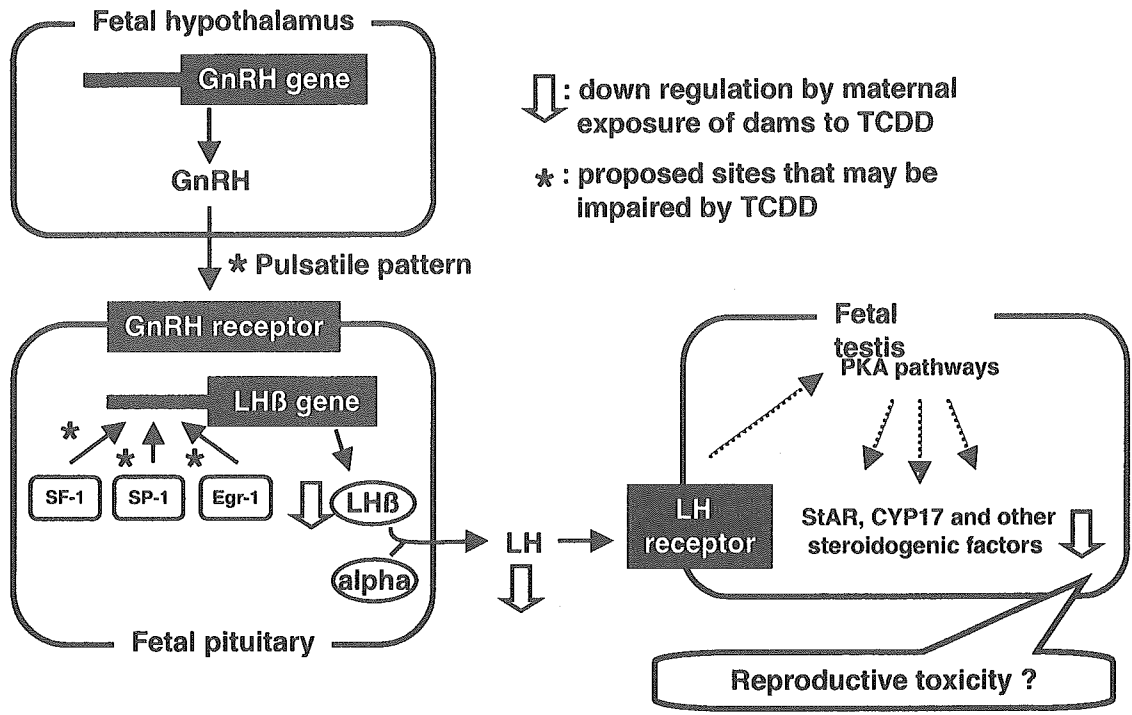 Fetal hypothalamus
GnRH gene
GnRH
* Pulsatile pattern
: down regulation by maternal
exposure of dams to TCDD
* : proposed sites that may be
impaired by TCDD
GnRH receptor
LHß gene
*
*
*
SF-1
SP-1
Egr-1
LHß
alpha
Fetal pituitary
LH
LH
receptor
Fetal
testis
PKA pathways
StAR, CYP17 and other
steroidogenic factors
Reproductive toxicity ?